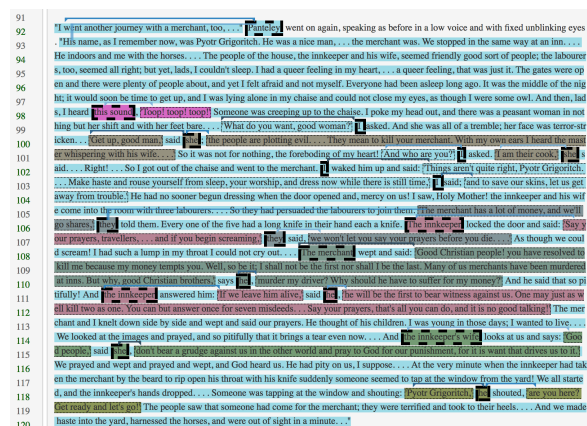 91
92 "I went another journey with a merchant, too, . . . ." Panteley went on again, speaking as before in a low voice and with fixed unblinking eyes
93 . "His name, as I remember now, was Pyotr Grigoritch. He was a nice man, . . . the merchant was. We stopped in the same way at an inn. . . .
94 He indoors and me with the horses. . . . The people of the house, the innkeeper and his wife, seemed friendly good sort of people; the labourer
95 s, too, seemed all right; but yet, lads, I couldn't sleep. I had a queer feeling in my heart, . . . a queer feeling, that was just it. The gates were op
96 en and there were plenty of people about, and yet I felt afraid and not myself. Everyone had been asleep long ago. It was the middle of the nig
97 ht; it would soon be time to get up, and I was lying alone in my chaise and could not close my eyes, as though I were some owl. And then, lad
98 s, I heard this sound, 'Toop! toop! toop!' Someone was creeping up to the chaise. I poke my head out, and there was a peasant woman in not
99 hing but her shift and with her feet bare. . . . 'What do you want, good woman?' I asked. And she was all of a tremble; her face was terror-str
100 icken. . . 'Get up, good man,' said she; 'the people are plotting evil. . . . They mean to kill your merchant. With my own ears I heard the mast
101 er whispering with his wife. . . .' So it was not for nothing, the foreboding of my heart! 'And who are you?' I asked. 'I am their cook,' she s
102 aid. . . . Right! . . . So I got out of the chaise and went to the merchant. I waked him up and said: 'Things aren't quite right, Pyotr Grigoritch.
103 . . . Make haste and rouse yourself from sleep, your worship, and dress now while there is still time,' I said; 'and to save our skins, let us get
104 away from trouble.' He had no sooner begun dressing when the door opened and, mercy on us! I saw, Holy Mother! the innkeeper and his wif
105 e come into the room with three labourers. . . . So they had persuaded the labourers to join them. 'The merchant has a lot of money, and we'll
106 go shares,' they told them. Every one of the five had a long knife in their hand each a knife. The innkeeper locked the door and said: 'Say y
107 our prayers, travellers, . . . and if you begin screaming,' they said, 'we won't let you say your prayers before you die. . . .' As though we coul
108 d scream! I had such a lump in my throat I could not cry out. . . . The merchant wept and said: 'Good Christian people! you have resolved to
109 kill me because my money tempts you. Well, so be it; I shall not be the first nor shall I be the last. Many of us merchants have been murdered
110 at inns. But why, good Christian brothers,' says he, 'murder my driver? Why should he have to suffer for my money?' And he said that so pi
111 tifully! And the innkeeper answered him: 'If we leave him alive,' said he, 'he will be the first to bear witness against us. One may just as w
112 ell kill two as one. You can but answer once for seven misdeeds. . . Say your prayers, that's all you can do, and it is no good talking!' The mer
113 chant and I knelt down side by side and wept and said our prayers. He thought of his children. I was young in those days; I wanted to live. . . .
114 We looked at the images and prayed, and so pitifully that it brings a tear even now. . . . And the innkeeper's wife looks at us and says: 'Goo
115 d people,' said she, 'don't bear a grudge against us in the other world and pray to God for our punishment, for it is want that drives us to it.'
116 We prayed and wept and prayed and wept, and God heard us. He had pity on us, I suppose. . . . At the very minute when the innkeeper had tak
117 en the merchant by the beard to rip open his throat with his knife suddenly someone seemed to tap at the window from the yard! We all starte
118 d, and the innkeeper's hands dropped. . . . Someone was tapping at the window and shouting: 'Pyotr Grigoritch,' he shouted, 'are you here?
119 Get ready and let's go!' The people saw that someone had come for the merchant; they were terrified and took to their heels. . . . And we made
120 haste into the yard, harnessed the horses, and were out of sight in a minute. . ."